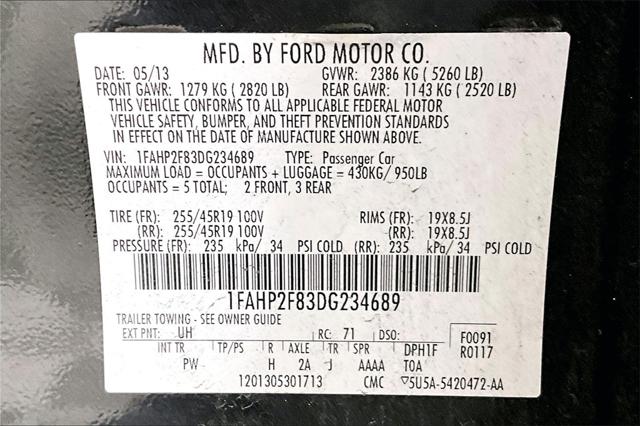 MFD. BY FORD MOTOR CO.
DATE: 05/13 GVWR: 2386 KG ( 5260 LB)
FRONT GAWR: 1279 KG ( 2820 LB) REAR GAWR: 1143 KG ( 2520 LB)
THIS VEHICLE CONFORMS TO ALL APPLICABLE FEDERAL MOTOR
VEHICLE SAFETY, BUMPER, AND THEFT PREVENTION STANDARDS
IN EFFECT ON THE DATE OF MANUFACTURE SHOWN ABOVE.
VIN: 1FAHP2F83DG234689 TYPE: Passenger Car
MAXIMUM LOAD = OCCUPANTS + LUGGAGE = 430KG/ 950LB
OCCUPANTS = 5 TOTAL; 2 FRONT, 3 REAR
TIRE (FR): 255/45R19 100V RIMS (FR): 19X8.5J
(RR): 255/45R19 100V (RR): 19X8.5J
PRESSURE (FR): 235 kPa/ 34 PSI COLD (RR): 235 kPa/ 34 PSI COLD
1FAHP2F83DG234689
TRAILER TOWING - SEE OWNER GUIDE
EXT PNT: UH RC: 71 DSO: F0091
INT TR TP/PS R AXLE TR SPR DPH1F R0117
PW H 2A J AAAA TOA
1201305301713 CMC ▽5U5A-5420472-AA